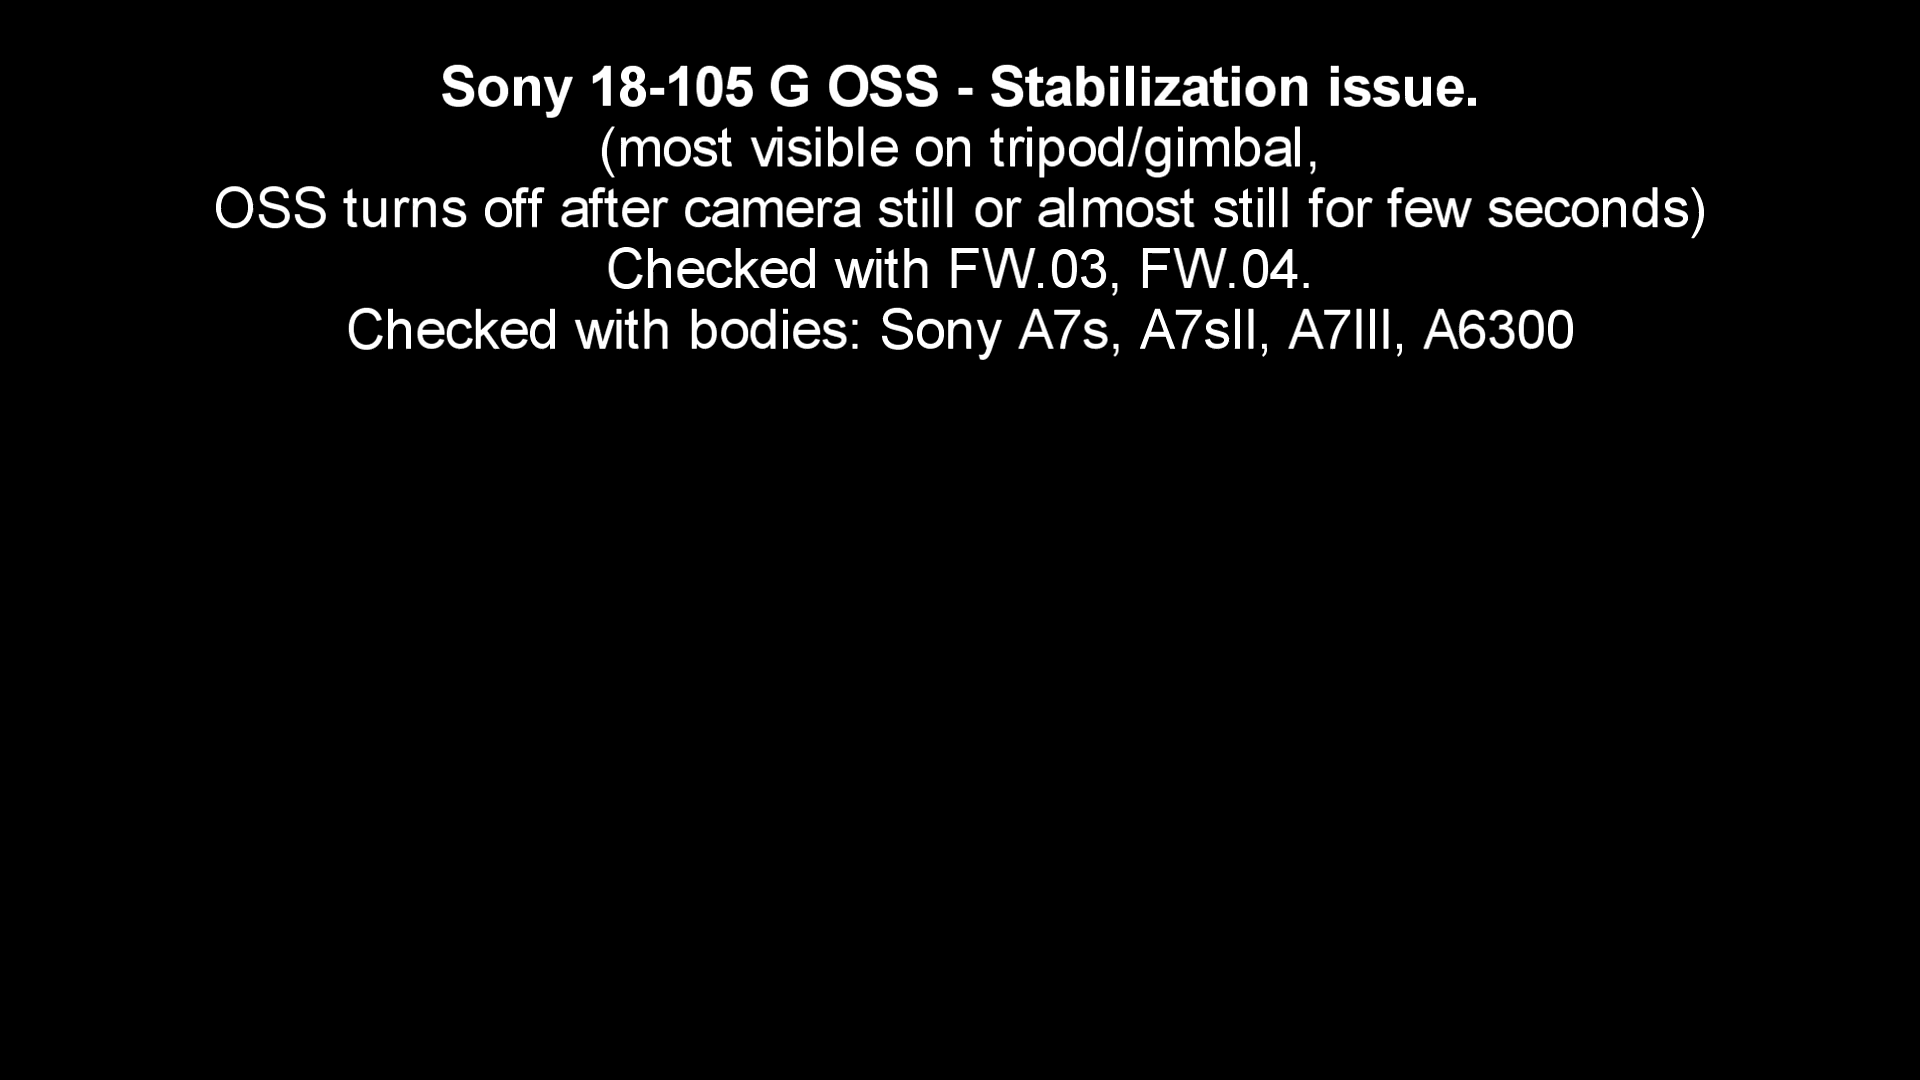 Sony 18-105 G OSS - Stabilization issue.
(most visible on tripod/gimbal,
OSS turns off after camera still or almost still for few seconds)
Checked with FW.03, FW.04.
Checked with bodies: Sony A7s, A7sII, A7III, A6300